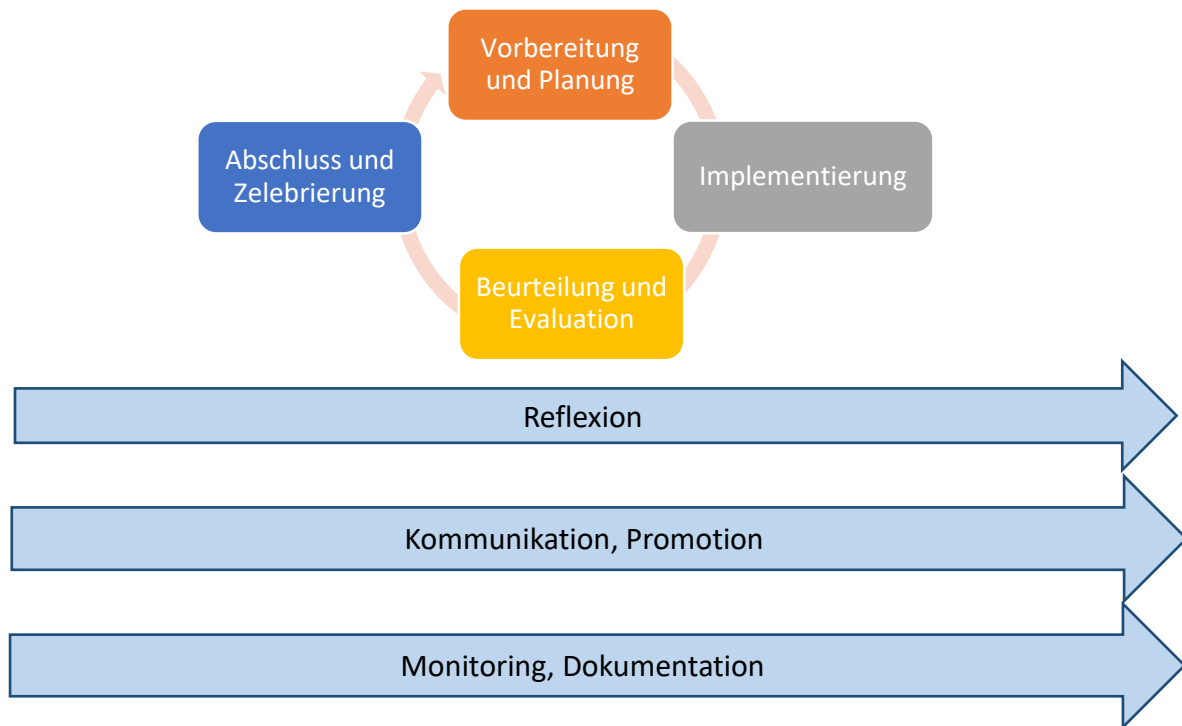 Vorbereitung
und Planung
Abschluss und
Zelebrierung
Implementierung
Beurteilung und
Evaluation
Reflexion
Kommunikation, Promotion
Monitoring, Dokumentation